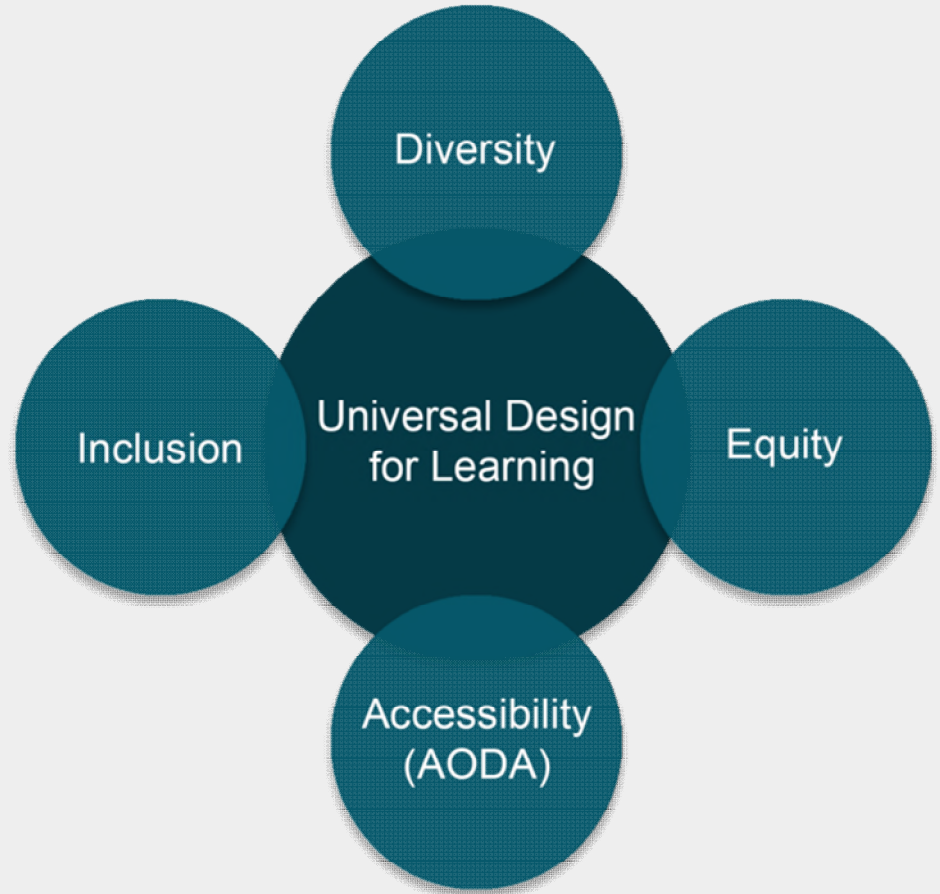 Diversity
Inclusion
Universal Design
for Learning
Equity
Accessibility
(AODA)